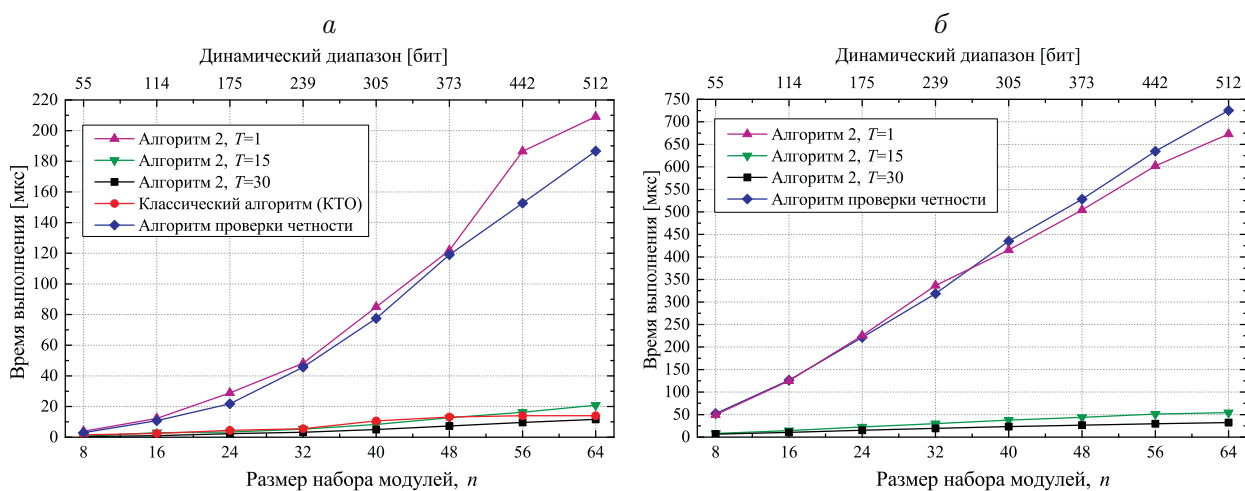 а
Динамический диапазон [бит]
55 114 175 239 305 373 442 512
220
200
180
160
140
120
100
80
60
40
20
0
Время выполнения [мкс]
Алгоритм 2, T=1
Алгоритм 2, T=15
Алгоритм 2, T=30
Классический алгоритм (КТО)
Алгоритм проверки четности
8 16 24 32 40 48 56 64
Размер набора модулей, n
б
Динамический диапазон [бит]
55 114 175 239 305 373 442 512
750
700
650
600
550
500
450
400
350
300
250
200
150
100
50
0
Время выполнения [мкс]
Алгоритм 2, T=1
Алгоритм 2, T=15
Алгоритм 2, T=30
Алгоритм проверки четности
8 16 24 32 40 48 56 64
Размер набора модулей, n